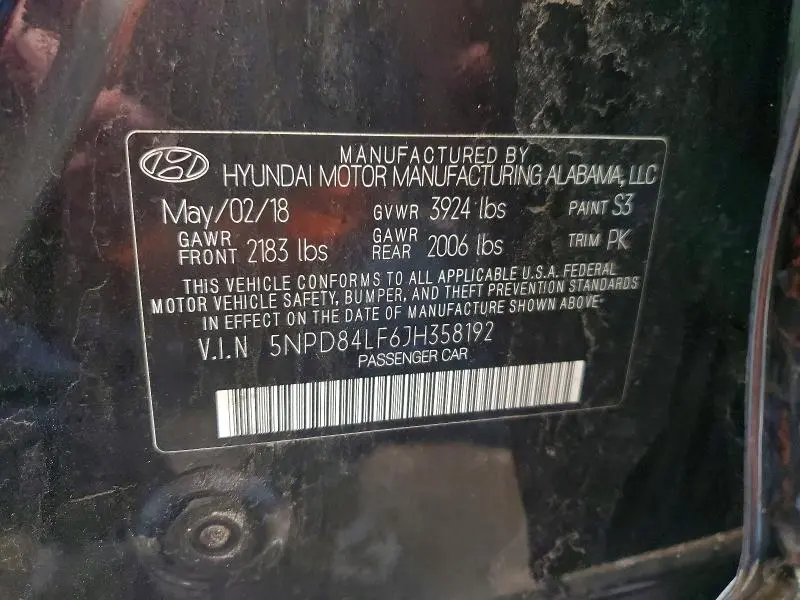 MANUFACTURED BY
HYUNDAI MOTOR MANUFACTURING ALABAMA, LLC
May/02/18 GVWR 3924 lbs PAINT S3
GAWR FRONT 2183 lbs GAWR REAR 2006 lbs TRIM PK
THIS VEHICLE CONFORMS TO ALL APPLICABLE U.S.A. FEDERAL
MOTOR VEHICLE SAFETY, BUMPER, AND THEFT PREVENTION STANDARDS
IN EFFECT ON THE DATE OF MANUFACTURE SHOWN ABOVE-
V.I.N 5NPD84LF6JH358192
PASSENGER CAR